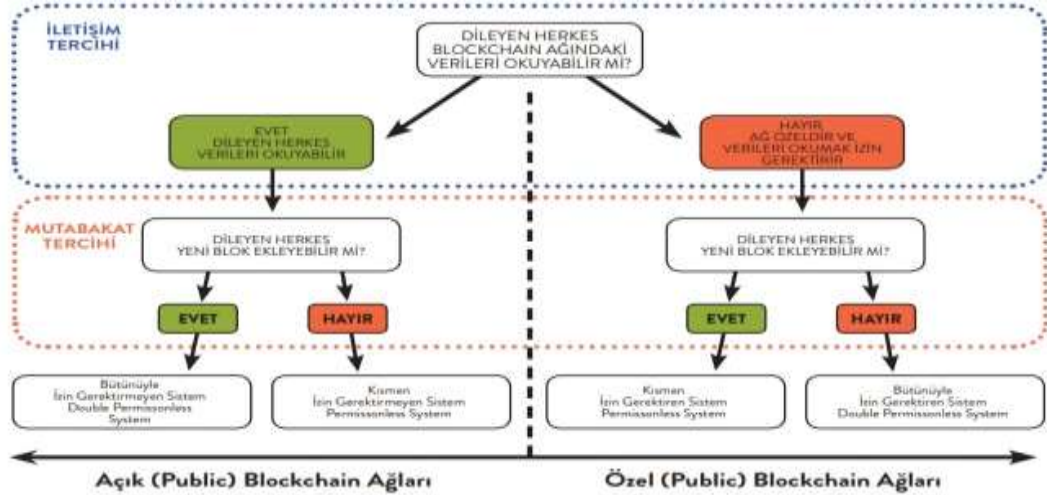 İLETİŞİM
TERCİHİ
DİLEYEN HERKES
BLOCKCHAIN AĞINDAKİ
VERİLERİ OKUYABİLİR Mİ?
EVET
DİLEYEN HERKES
VERİLERİ OKUYABİLİR
HAYIR,
AĞ ÖZELDİR VE
VERİLERİ OKUMAK İZİN
GEREKTİRİR
MUTABAKAT
TERCİHİ
DİLEYEN HERKES
YENİ BLOK EKLEYEBİLİR Mİ?
DİLEYEN HERKES
YENİ BLOK EKLEYEBİLİR Mİ?
EVET
HAYIR
EVET
HAYIR
Bütünüyle
İzin Gerektirmeyen Sistem
Double Permissonless
System
Kısmen
İzin Gerektirmeyen Sistem
Permissonless System
Kısmen
İzin Gerektiren Sistem
Permissonless System
Bütünüyle
İzin Gerektiren Sistem
Double Permissonless System
Açık (Public) Blockchain Ağları
Özel (Public) Blockchain Ağları